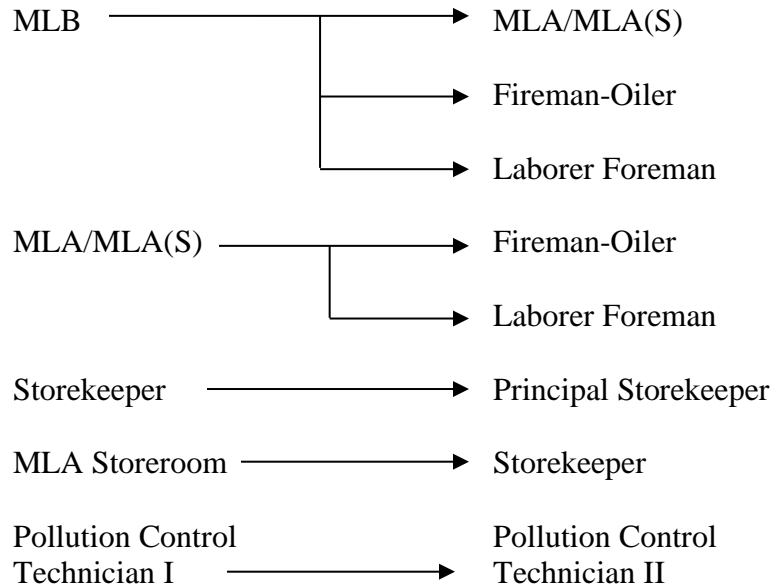 MLB MLA/MLA(S)
Fireman-Oiler
Laborer Foreman
MLA/MLA(S) Fireman-Oiler
Laborer Foreman
Storekeeper Principal Storekeeper
MLA Storeroom Storekeeper
Pollution Control Pollution Control
Technician I Technician II